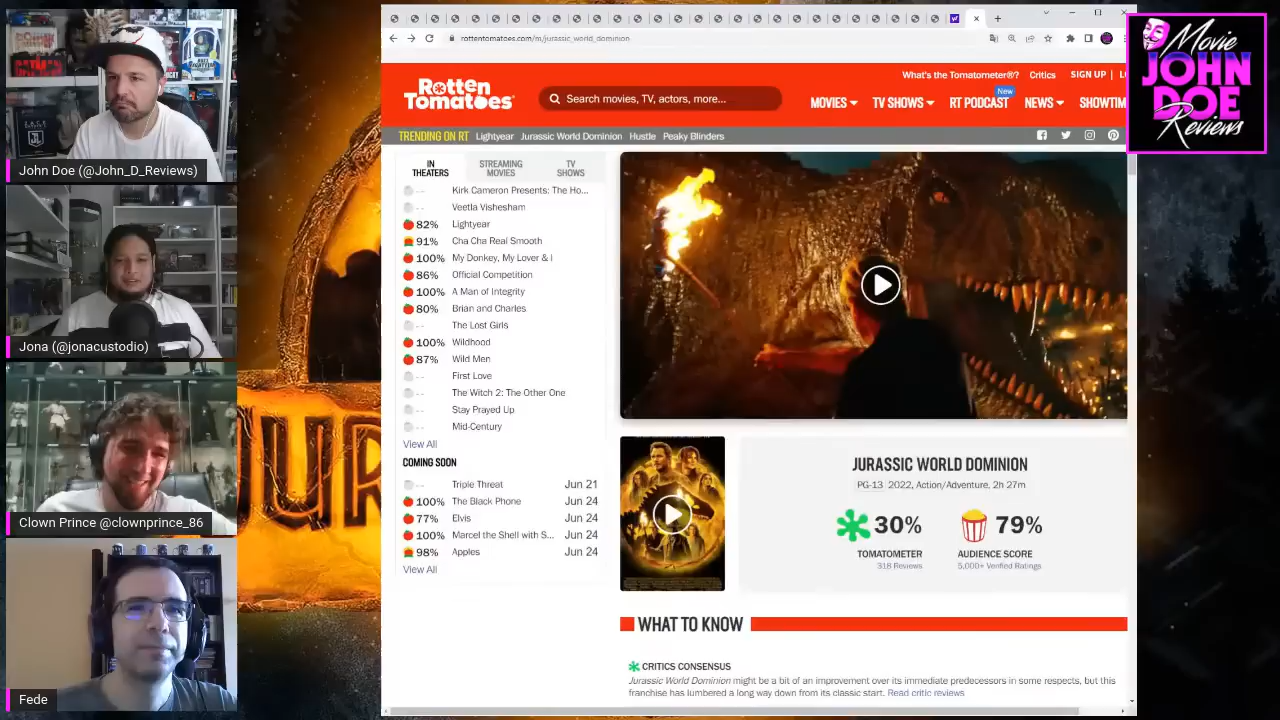 John Doe (@John_D_Reviews)
Jona (@jonacustodio)
Clown Prince @clownprince_86
Fede
rottentomatoes.com/m/jurassic_world_dominion
Movie
JOHN
DOE
Reviews
What's the Tomatometer®?
Critics
SIGN UP |
Rotten
Tomatoes
Search movies, TV, actors, more...
MOVIES
TV SHOWS
RT PODCAST
New
NEWS
SHOWTIM
TRENDING ON RT
Lightyear
Jurassic World Dominion
Hustle
Peaky Blinders
IN
THEATERS
STREAMING
MOVIES
TV
SHOWS
- - Kirk Cameron Presents: The Ho...
- - Veetla Vishesham
82% Lightyear
91% Cha Cha Real Smooth
100% My Donkey, My Lover & I
86% Official Competition
100% A Man of Integrity
80% Brian and Charles
- - The Lost Girls
100% Wildhood
87% Wild Men
- - First Love
- - The Witch 2: The Other One
- - Stay Prayed Up
- - Mid-Century
View All
COMING SOON
- - Triple Threat Jun 21
100% The Black Phone Jun 24
77% Elvis Jun 24
100% Marcel the Shell with S... Jun 24
98% Apples Jun 24
View All
JURASSIC WORLD DOMINION
PG-13 2022, Action/Adventure, 2h 27m
30%
TOMATOMETER
318 Reviews
79%
AUDIENCE SCORE
5,000+ Verified Ratings
WHAT TO KNOW
CRITICS CONSENSUS
Jurassic World Dominion might be a bit of an improvement over its immediate predecessors in some respects, but this
franchise has lumbered a long way down from its classic start. Read critic reviews